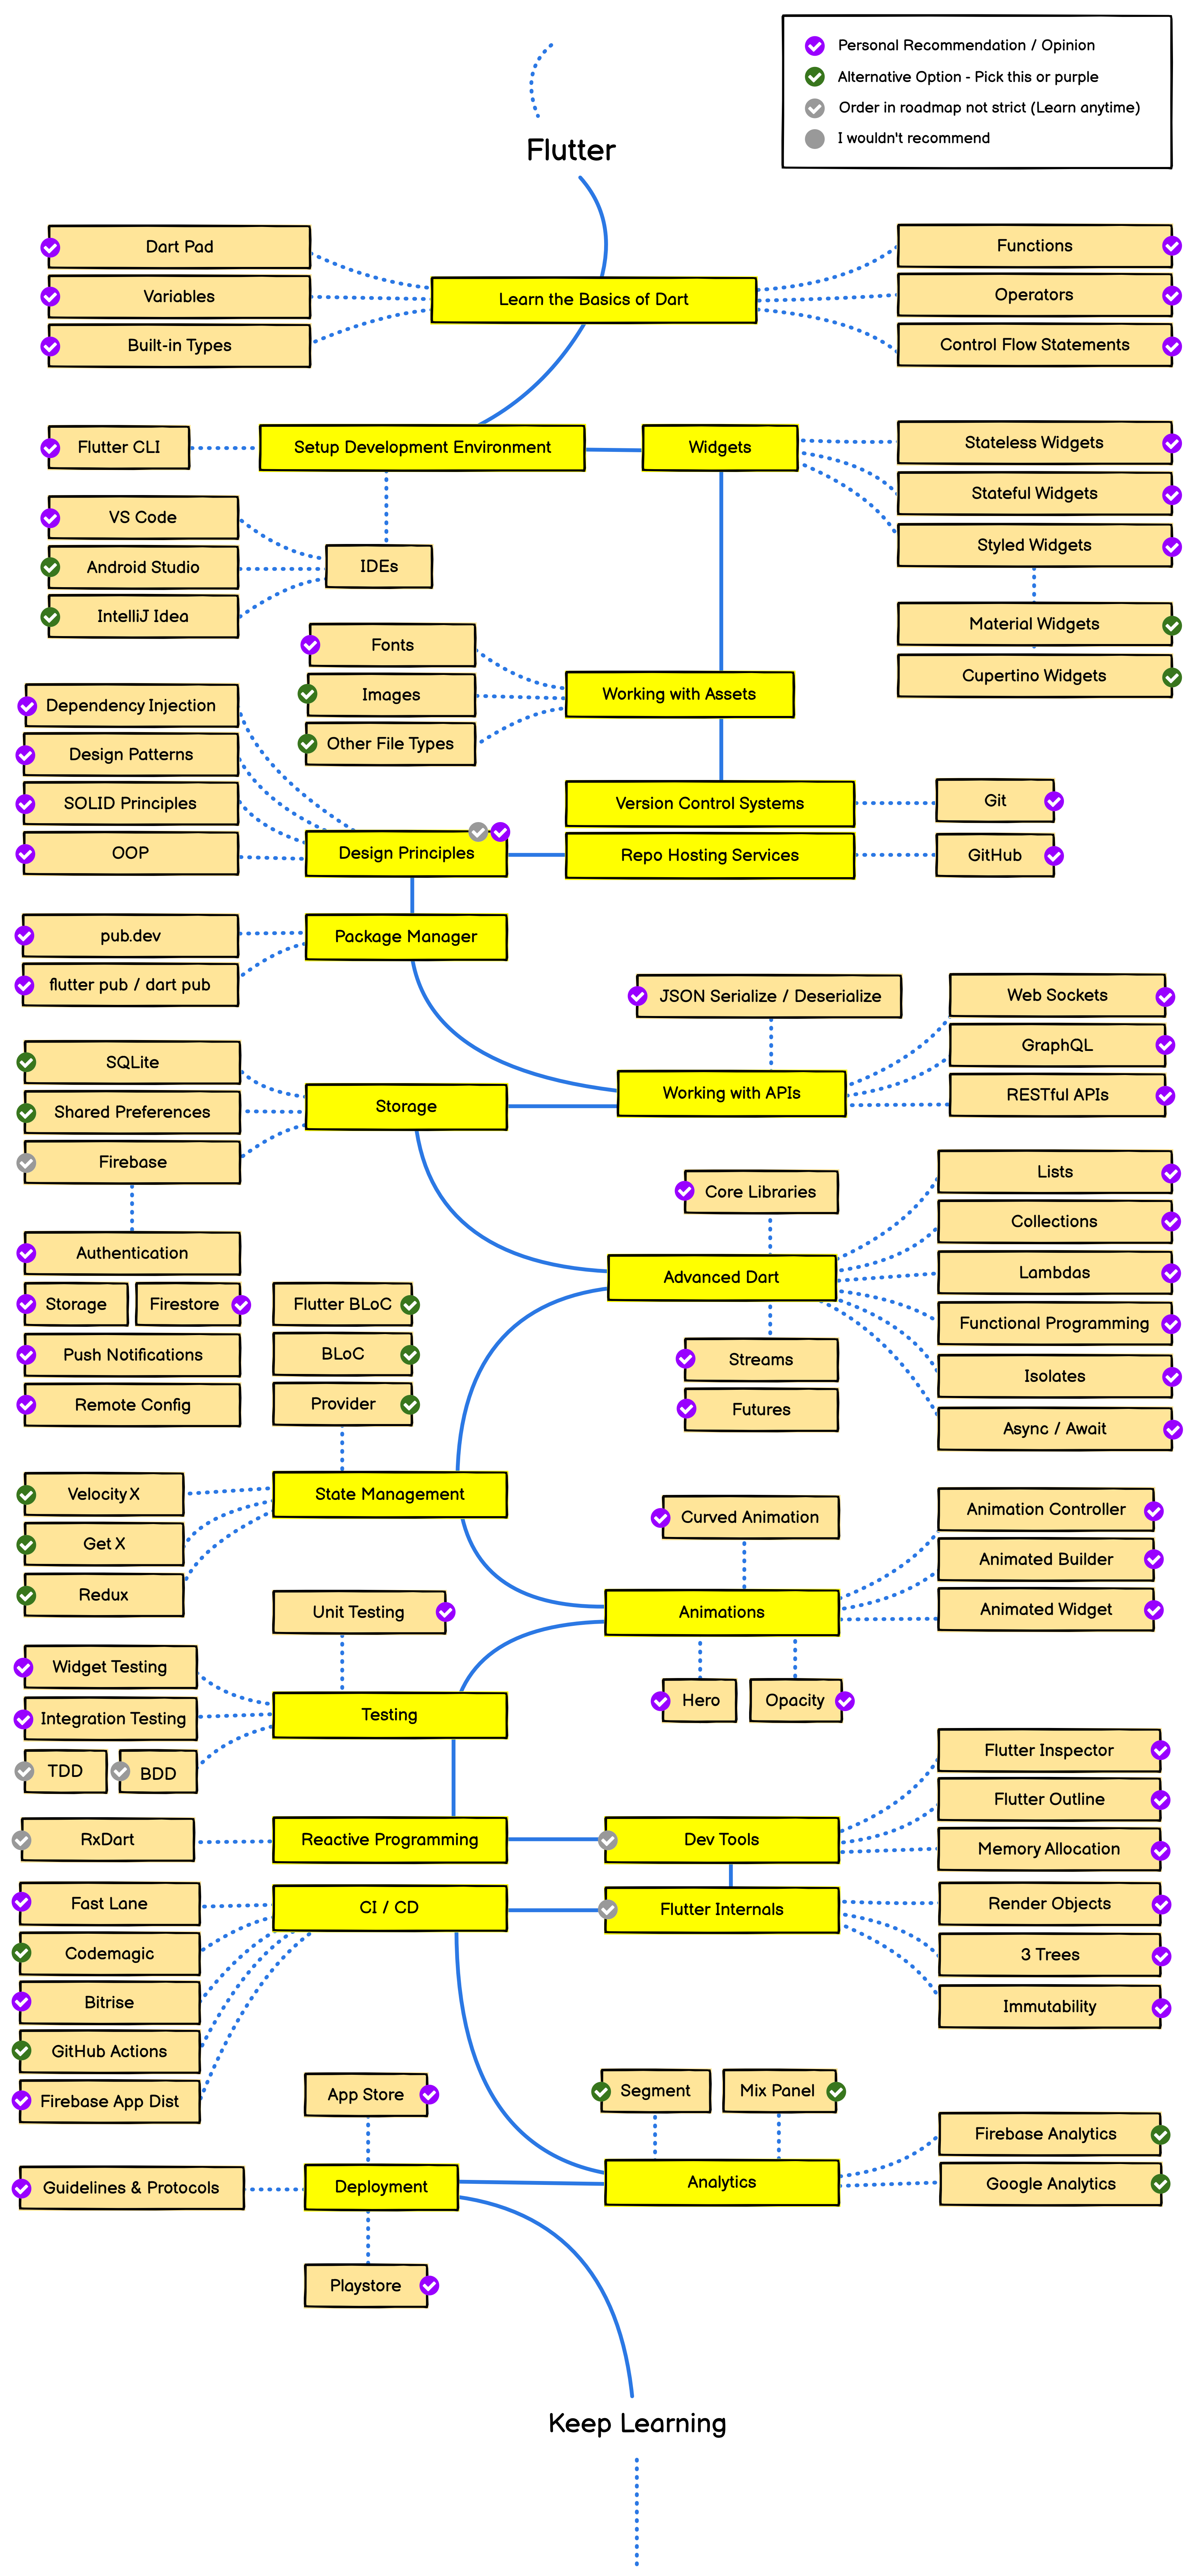 Personal Recommendation / Opinion
Alternative Option - Pick this or purple
Order in roadmap not strict (Learn anytime)
I wouldn't recommend
Flutter
Dart Pad
Variables
Built-in Types
Learn the Basics of Dart
Functions
Operators
Control Flow Statements
Flutter CLI
Setup Development Environment
Widgets
Stateless Widgets
Stateful Widgets
Styled Widgets
Material Widgets
Cupertino Widgets
VS Code
Android Studio
IntelliJ Idea
IDEs
Fonts
Images
Other File Types
Working with Assets
Dependency Injection
Design Patterns
SOLID Principles
OOP
Design Principles
Version Control Systems
Repo Hosting Services
Git
GitHub
pub.dev
flutter pub / dart pub
Package Manager
JSON Serialize / Deserialize
Working with APIs
Web Sockets
GraphQL
RESTful APIs
SQLite
Shared Preferences
Firebase
Storage
Authentication
Storage
Firestore
Push Notifications
Remote Config
Core Libraries
Advanced Dart
Streams
Futures
Lists
Collections
Lambdas
Functional Programming
Isolates
Async / Await
Flutter BLoC
BLoC
Provider
State Management
VelocityX
Get X
Redux
Curved Animation
Animations
Hero
Opacity
Animation Controller
Animated Builder
Animated Widget
Unit Testing
Widget Testing
Integration Testing
TDD
BDD
Testing
RxDart
Reactive Programming
Dev Tools
Flutter Inspector
Flutter Outline
Memory Allocation
Fast Lane
Codemagic
Bitrise
GitHub Actions
Firebase App Dist
CI / CD
Flutter Internals
Render Objects
3 Trees
Immutability
App Store
Guidelines & Protocols
Deployment
Playstore
Segment
Mix Panel
Analytics
Firebase Analytics
Google Analytics
Keep Learning